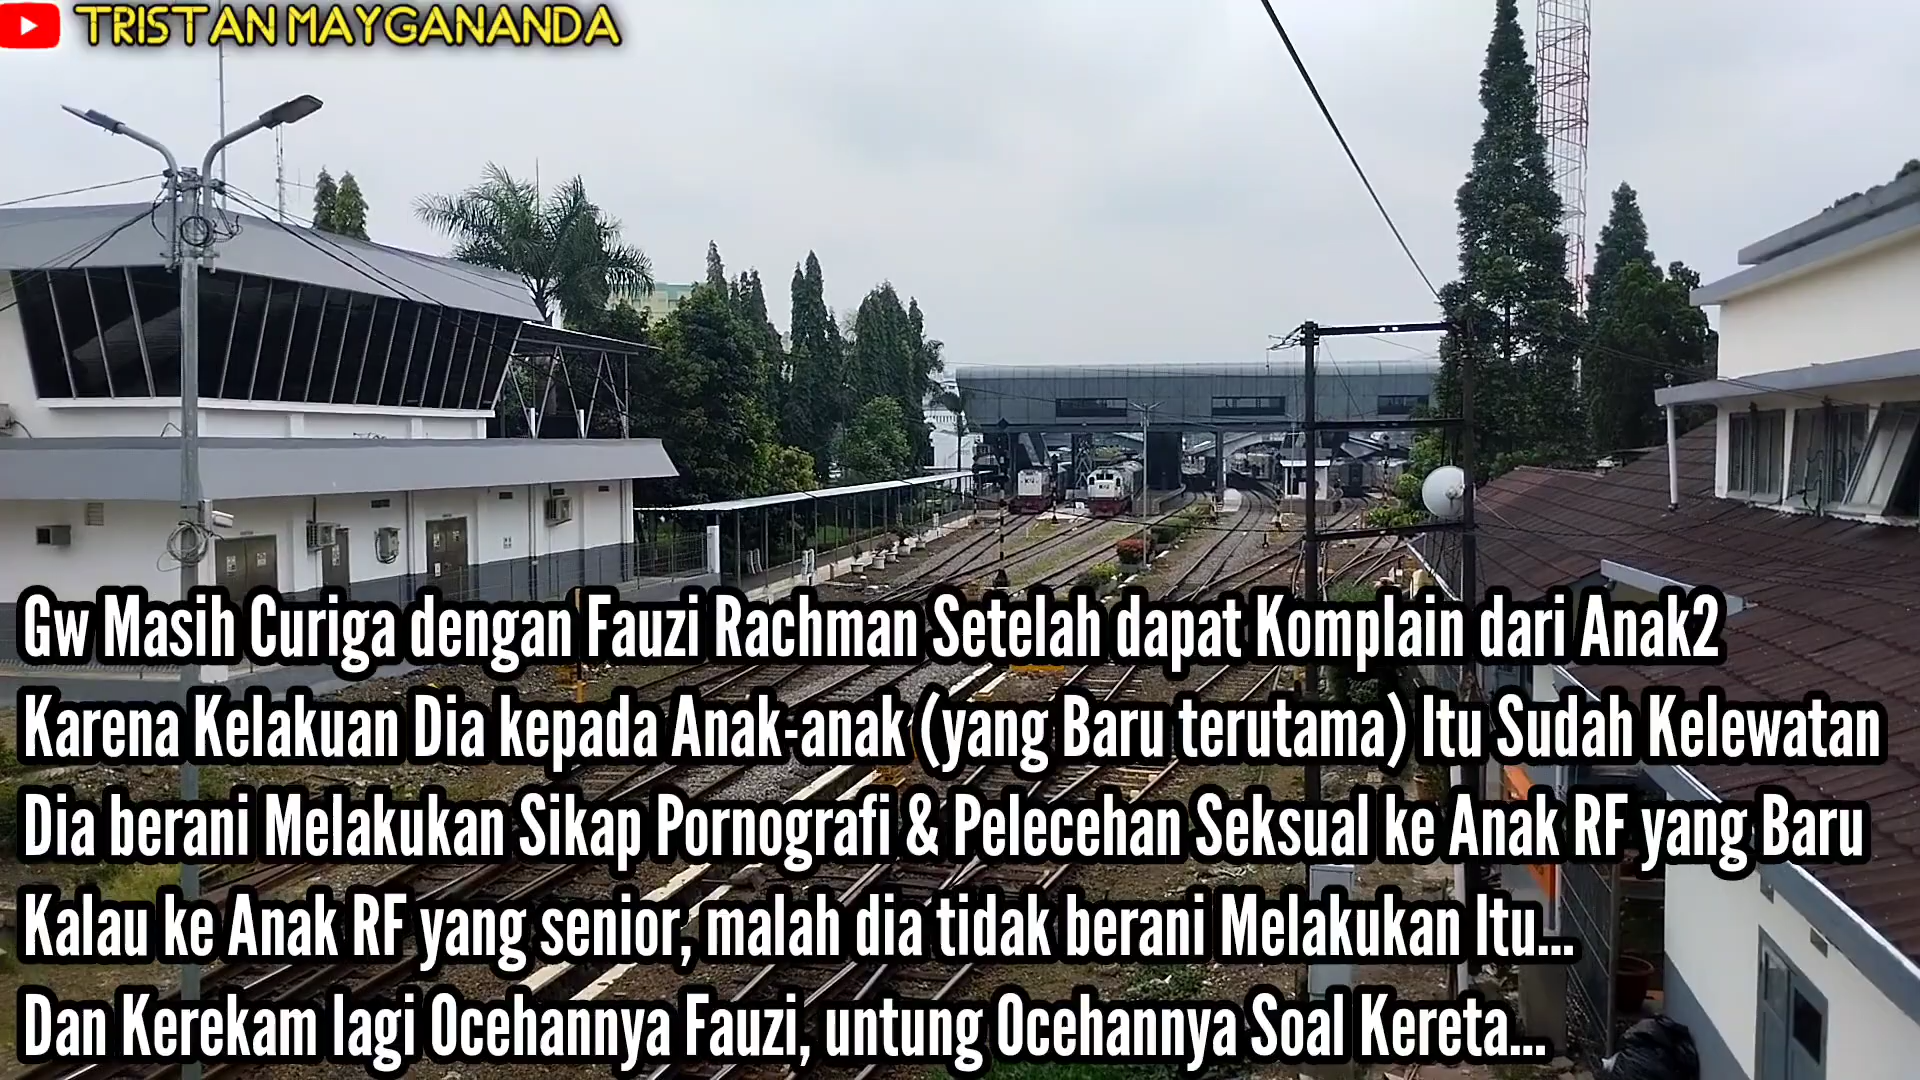 TRISTAN MAYGANANDA
Gw Masih Curiga dengan Fauzi Rachman Setelah dapat Komplain dari Anak2
Karena Kelakuan Dia kepada Anak-anak (yang Baru terutama) Itu Sudah Kelewatan
Dia berani Melakukan Sikap Pornografi & Pelecehan Seksual ke Anak RF yang Baru
Kalau ke Anak RF yang senior, malah dia tidak berani Melakukan Itu...
Dan Kerekam lagi Ocehannya Fauzi, untung Ocehannya Soal Kereta...